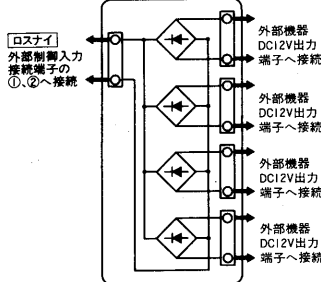 ロスナイ
外部制御入力
接続端子の
①、②へ接続
外部機器
DC12V出力
端子へ接続
外部機器
DC12V出力
端子へ接続
外部機器
DC12V出力
端子へ接続
外部機器
DC12V出力
端子へ接続